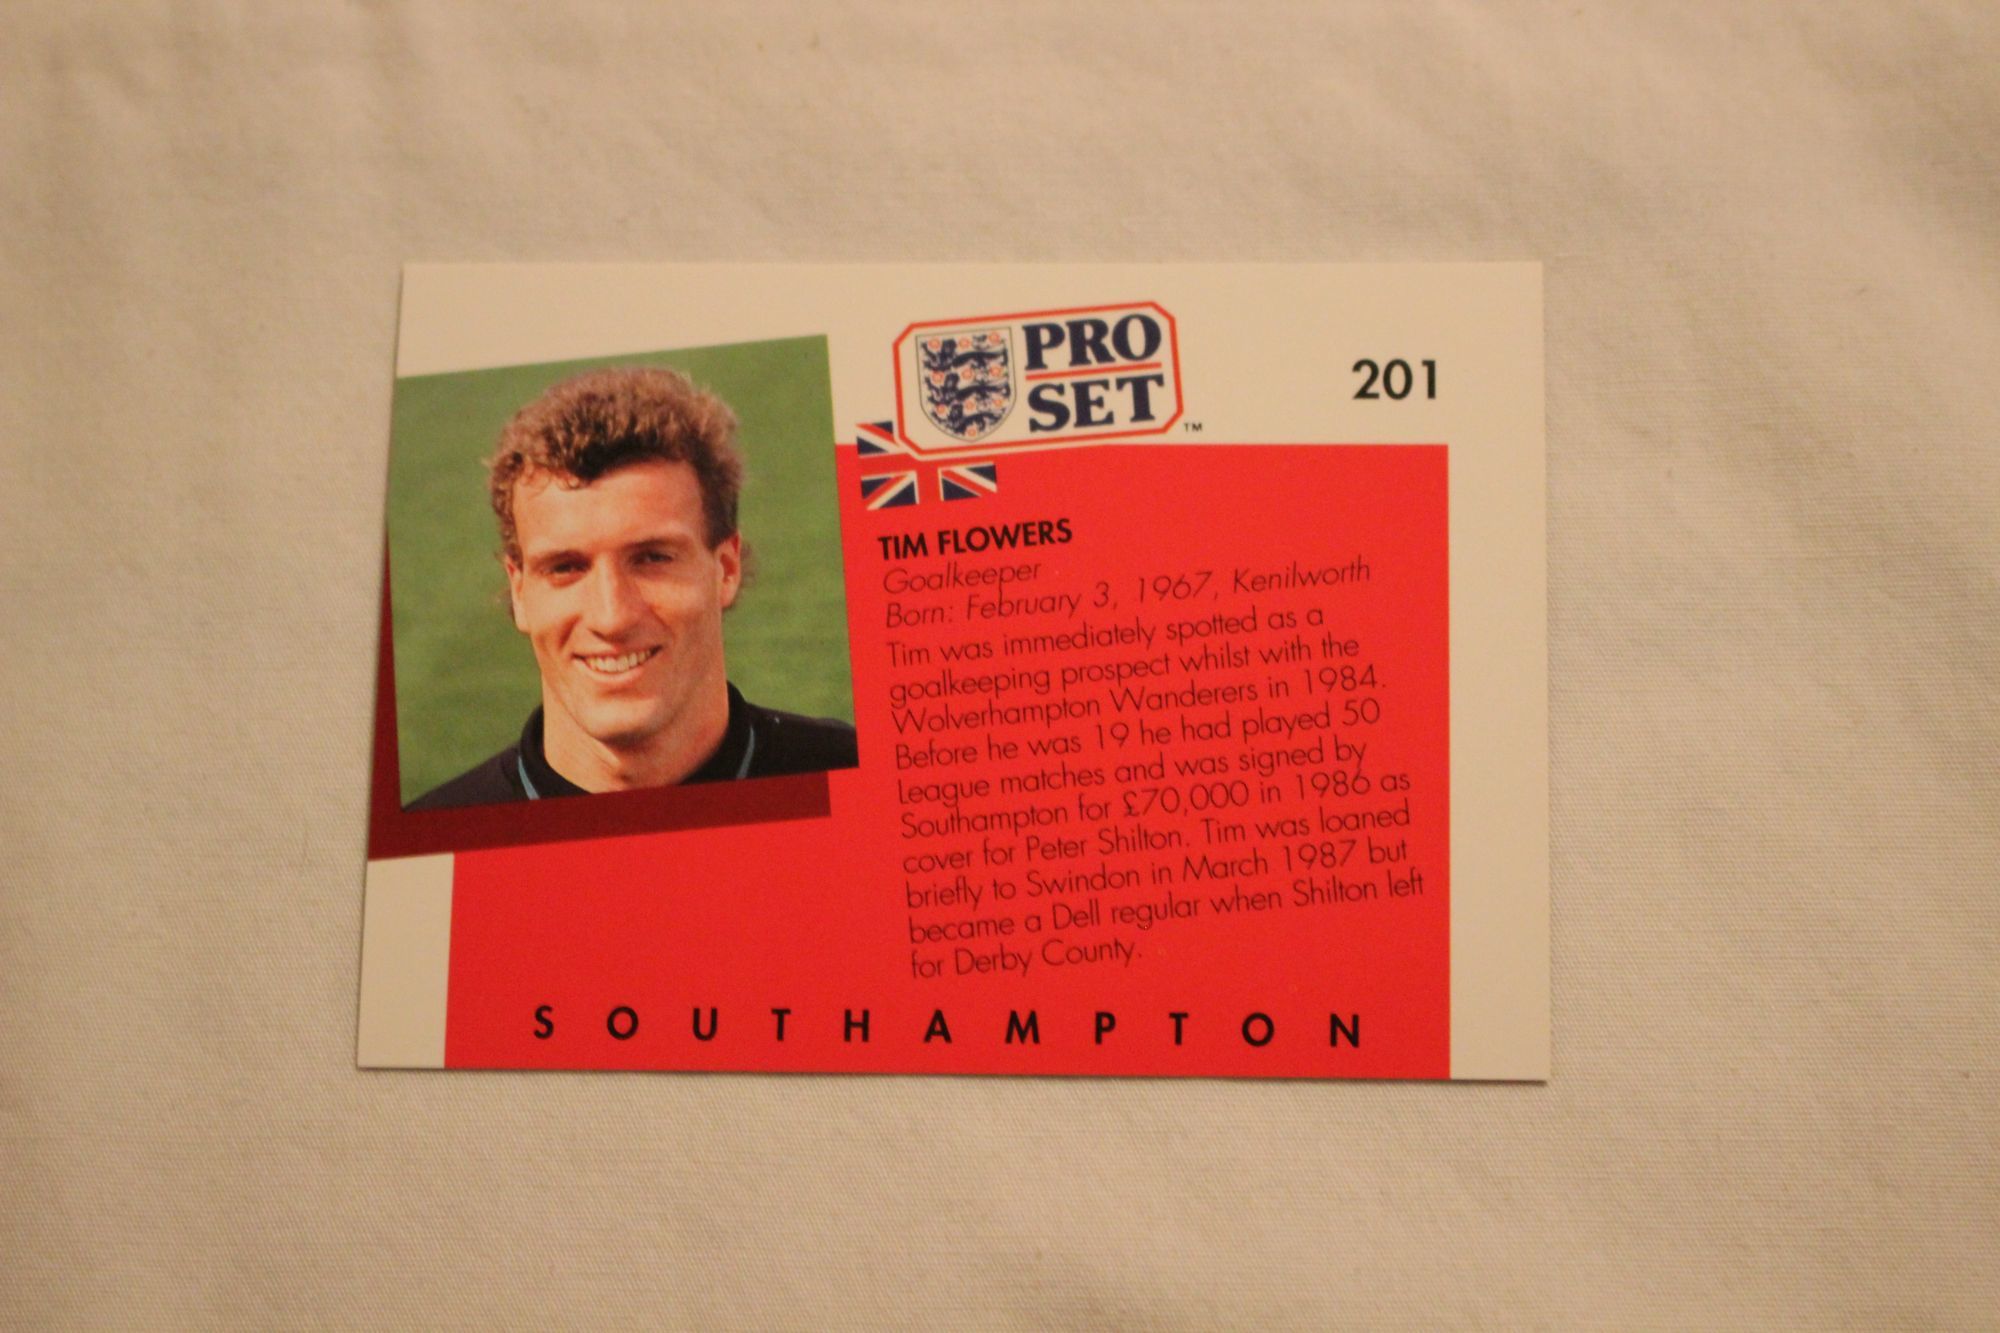 PRO
SET
™
201
TIM FLOWERS
Goalkeeper
Born: February 3, 1967, Kenilworth
Tim was immediately spotted as a
goalkeeping prospect whilst with the
Wolverhampton Wanderers in 1984.
Before he was 19 he had played 50
League matches and was signed by
Southampton for £70,000 in 1986 as
cover for Peter Shilton. Tim was loaned
briefly to Swindon in March 1987 but
became a Dell regular when Shilton left
for Derby County.
SOUTHAMPTON